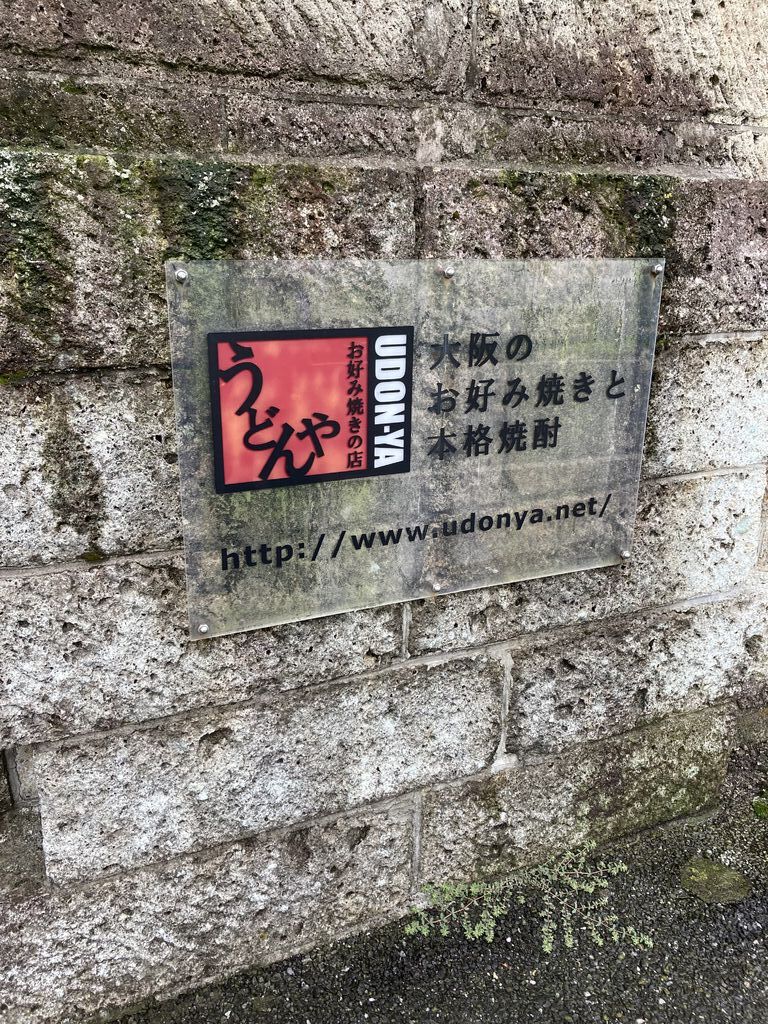 うどんや
お好み焼きの店
UDON-YA
大阪の
お好み焼きと
本格焼酎
http://www.udonya.net/